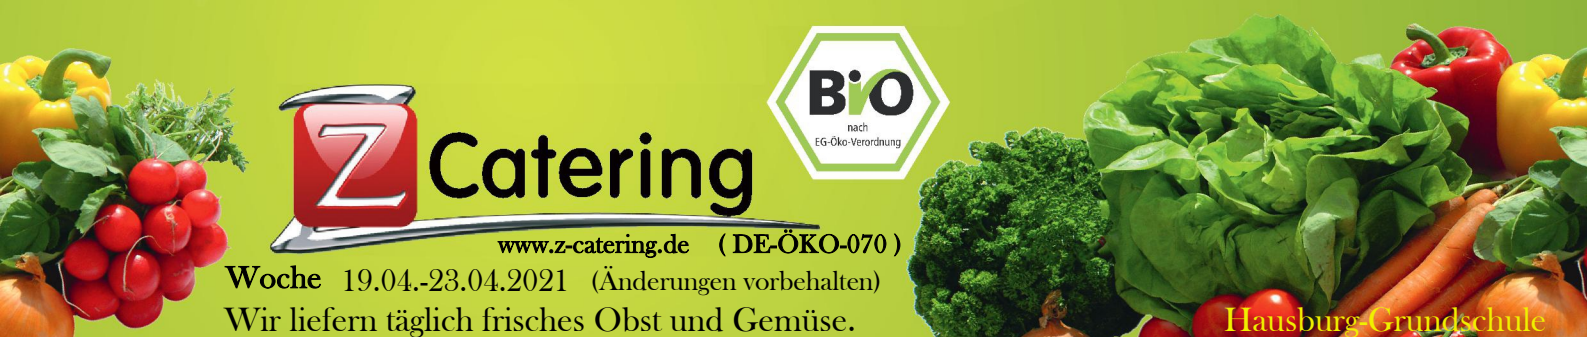 BiO
nach
EG-Öko-Verordnung
Z Catering
www.z-catering.de ( DE-ÖKO-070 )
Woche 19.04.-23.04.2021 (Änderungen vorbehalten)
Wir liefern täglich frisches Obst und Gemüse.
Hausburg-Grundschule